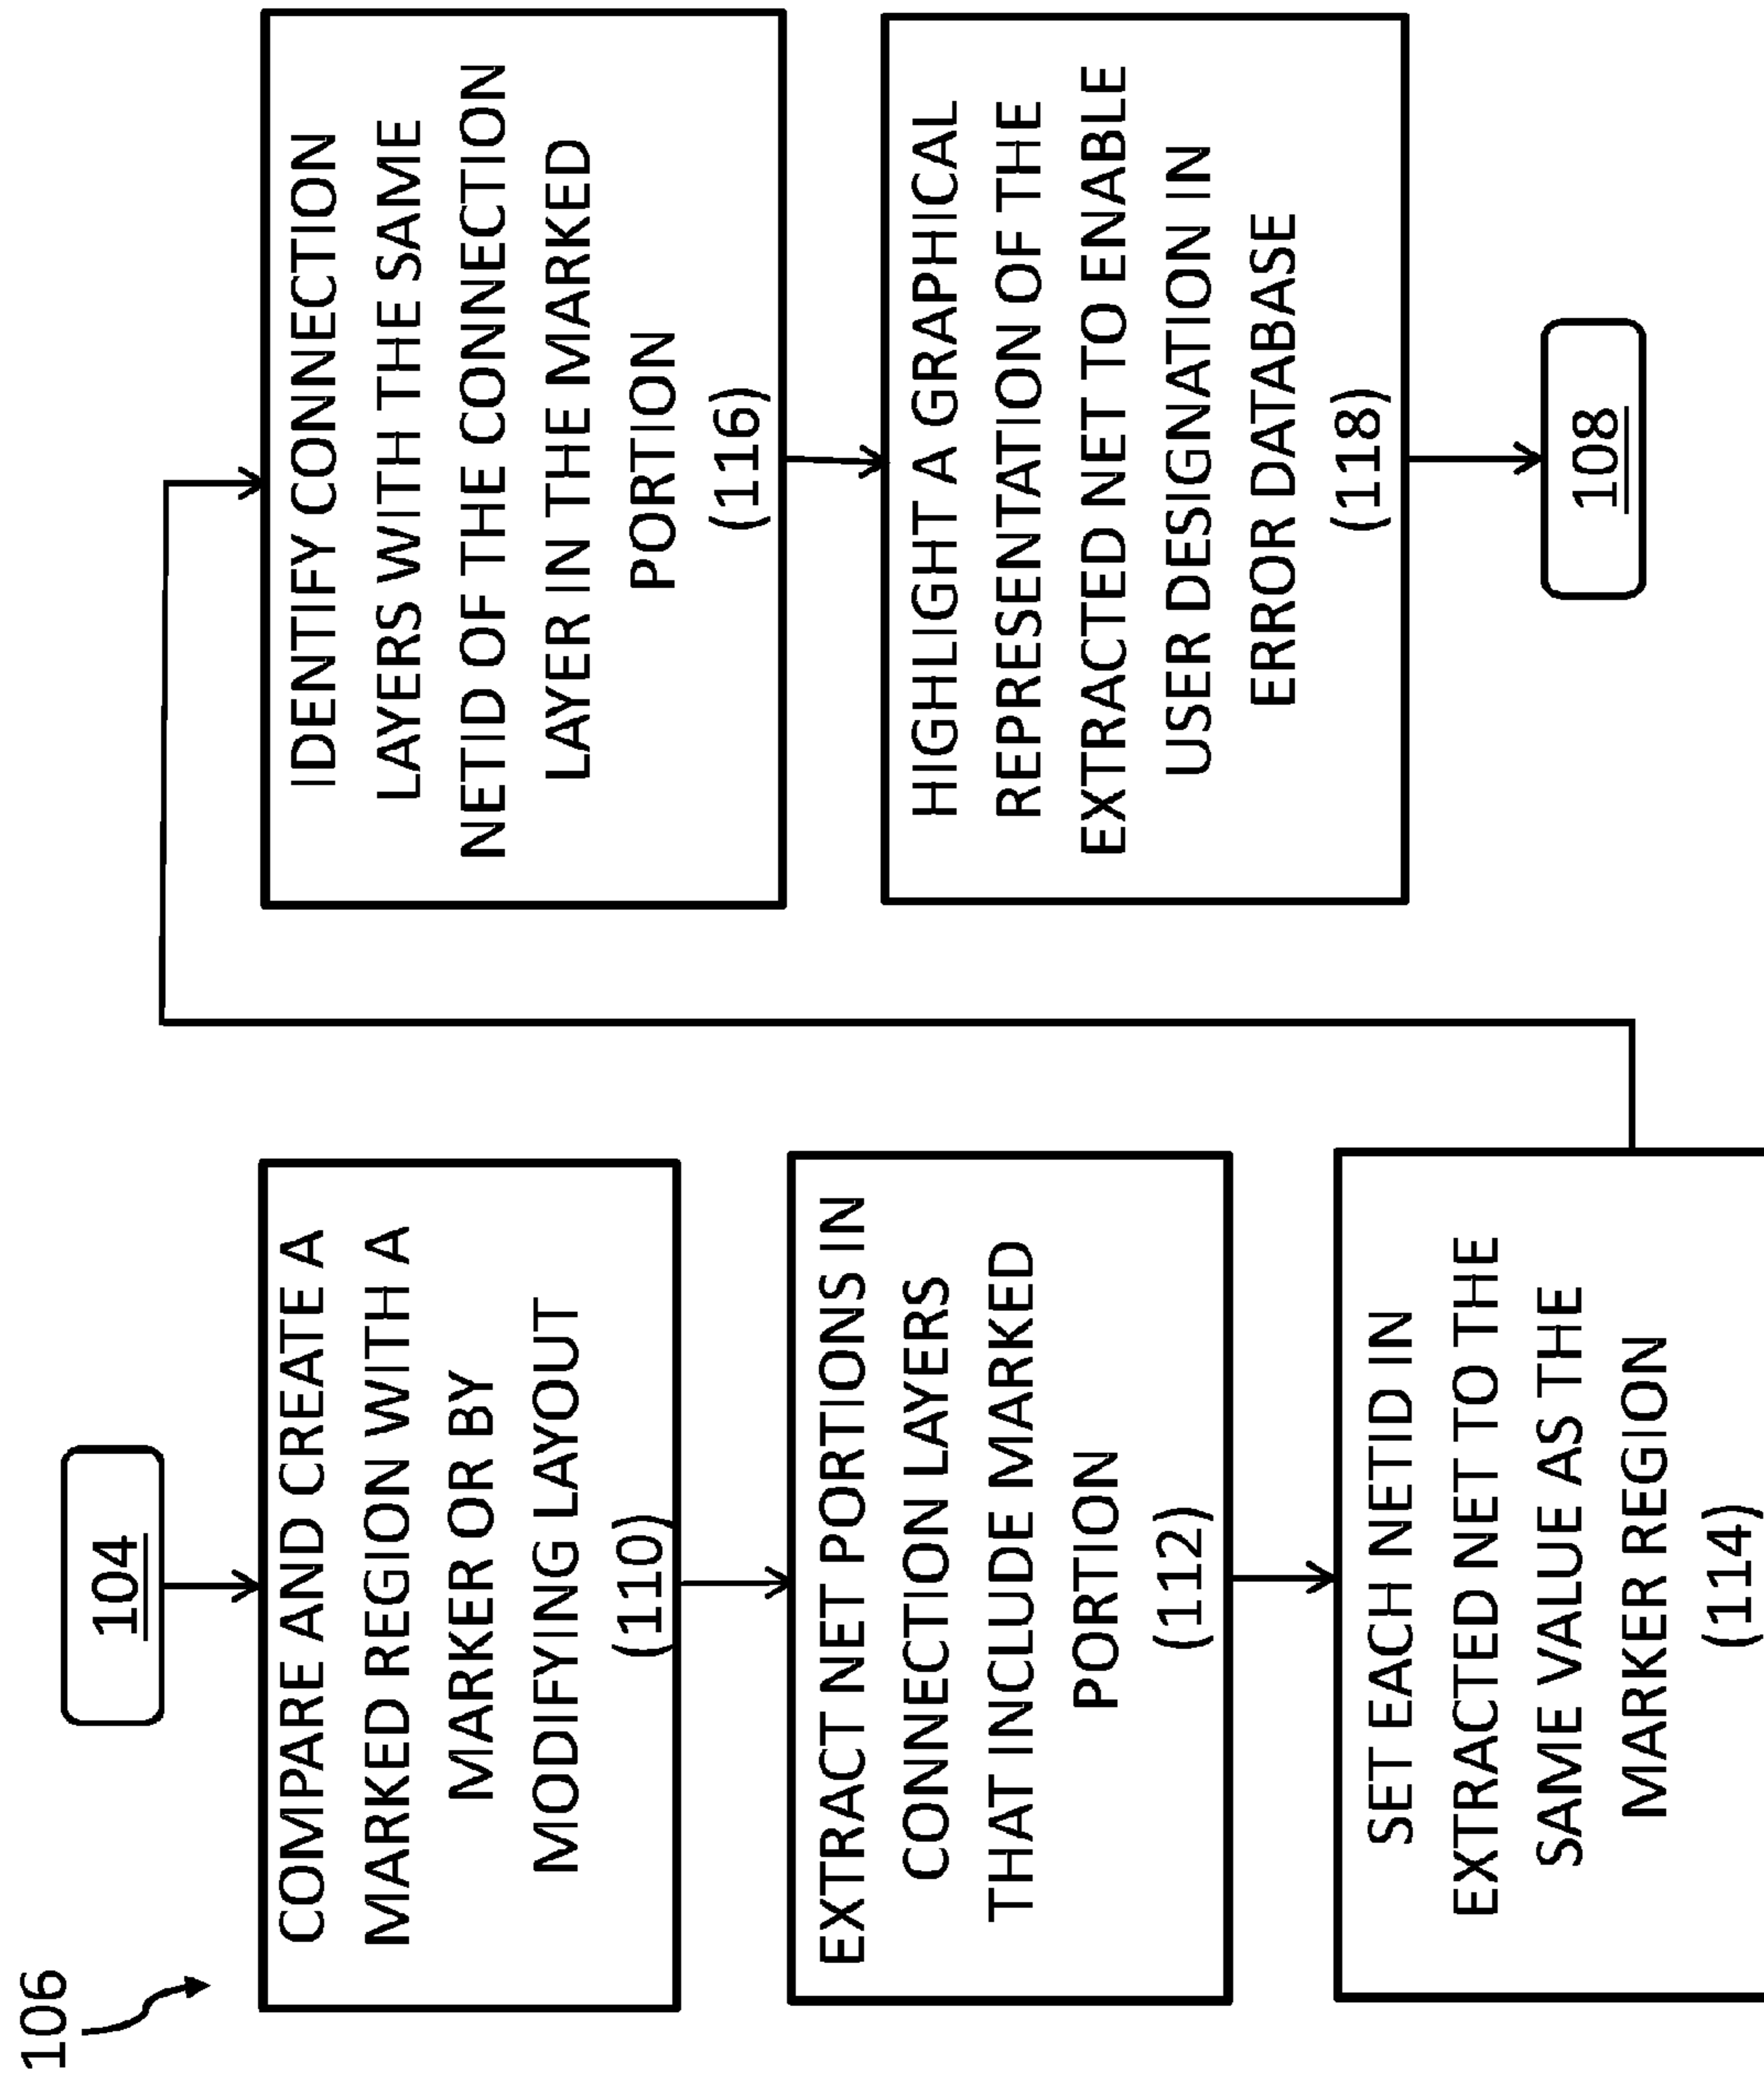 106
104
COMPARE AND CREATE A
MARKED REGION WITH A
MARKER OR BY
MODIFYING LAYOUT
(110)
EXTRACT NET PORTIONS IN
CONNECTION LAYERS
THAT INCLUDE MARKED
PORTION
(112)
SET EACH NETID IN
EXTRACTED NET TO THE
SAME VALUE AS THE
MARKER REGION
(114)
IDENTIFY CONNECTION
LAYERS WITH THE SAME
NETID OF THE CONNECTION
LAYER IN THE MARKED
PORTION
(116)
HIGHLIGHT A GRAPHICAL
REPRESENTATION OF THE
EXTRACTED NET TO ENABLE
USER DESIGNATION IN
ERROR DATABASE
(118)
108